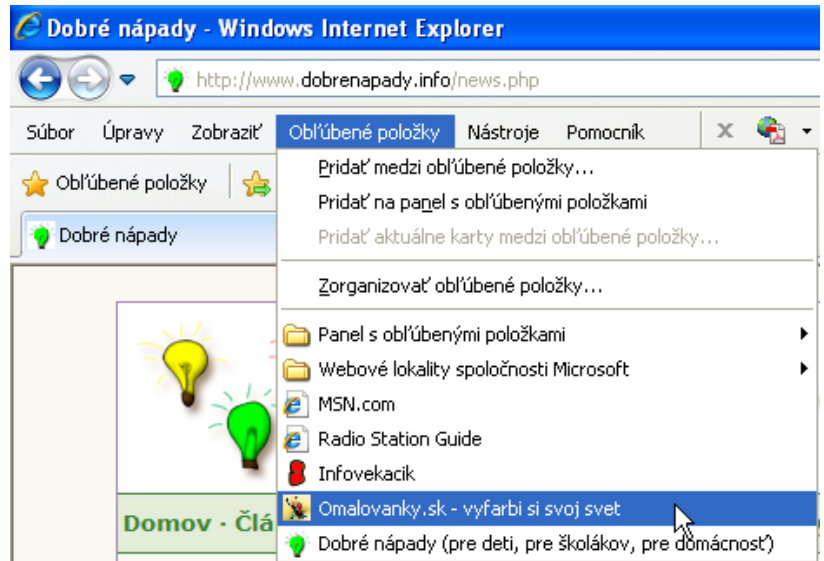 Dobré nápady - Windows Internet Explorer
http://www.dobrenapady.info/news.php
Súbor Úpravy Zobraziť Obľúbené položky Nástroje Pomocník
Obľúbené položky
Pridať medzi obľúbené položky...
Pridať na panel s obľúbenými položkami
Dobré nápady
Pridať aktuálne karty medzi obľúbené položky...
Zorganizovať obľúbené položky...
Panel s obľúbenými položkami
Webové lokality spoločnosti Microsoft
MSN.com
Radio Station Guide
Infovekacik
Omalovanky.sk - vyfarbi si svoj svet
Domov · Člá
Dobré nápady (pre deti, pre školákov, pre domácnosť)